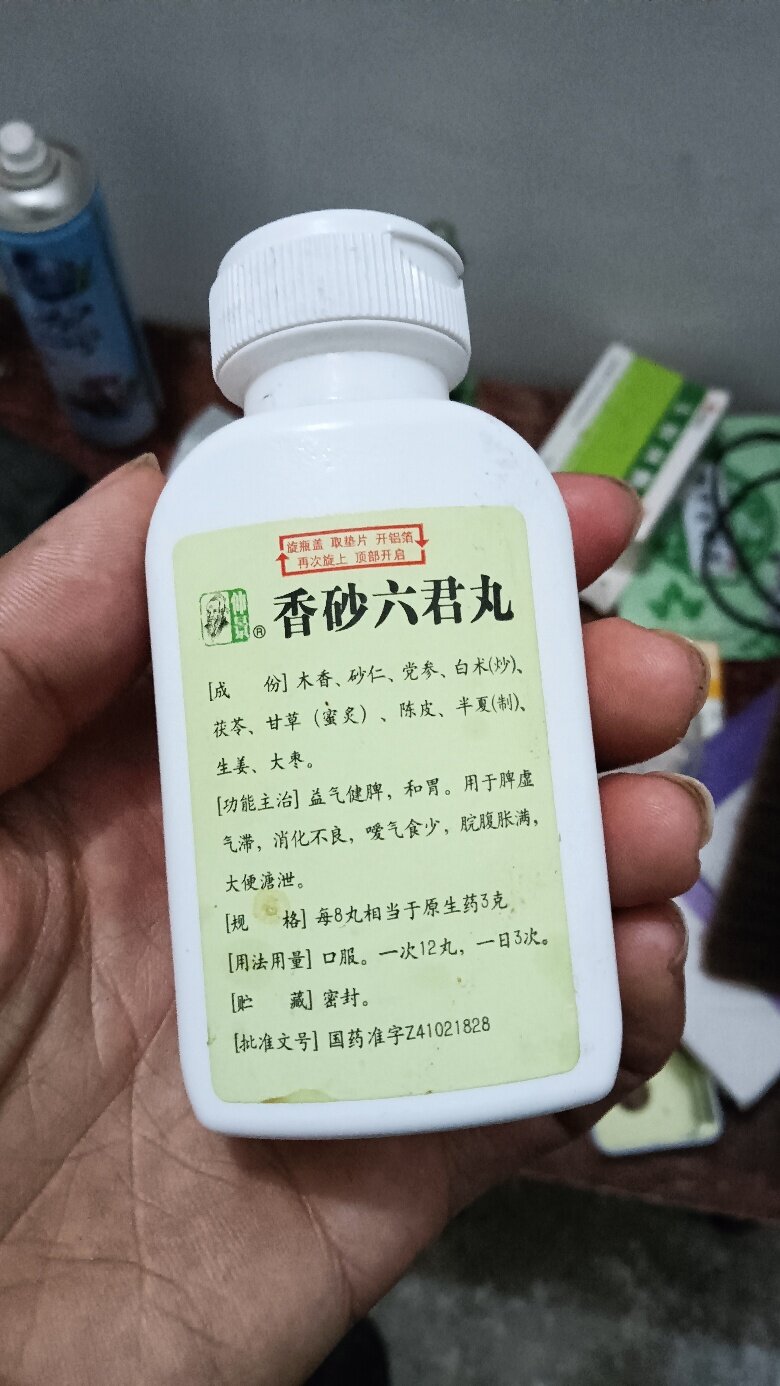 旋瓶盖 取垫片 开铝箔
再次旋上 顶部开启
仲景® 香砂六君丸
[成 份] 木香、砂仁、党参、白术(炒)、
茯苓、甘草（蜜炙）、陈皮、半夏(制)、
生姜、大枣。
[功能主治] 益气健脾，和胃。用于脾虚
气滞，消化不良，嗳气食少，脘腹胀满，
大便溏泄。
[规 格] 每8丸相当于原生药3克
[用法用量] 口服。一次12丸，一日3次。
[贮 藏] 密封。
[批准文号] 国药准字Z41021828